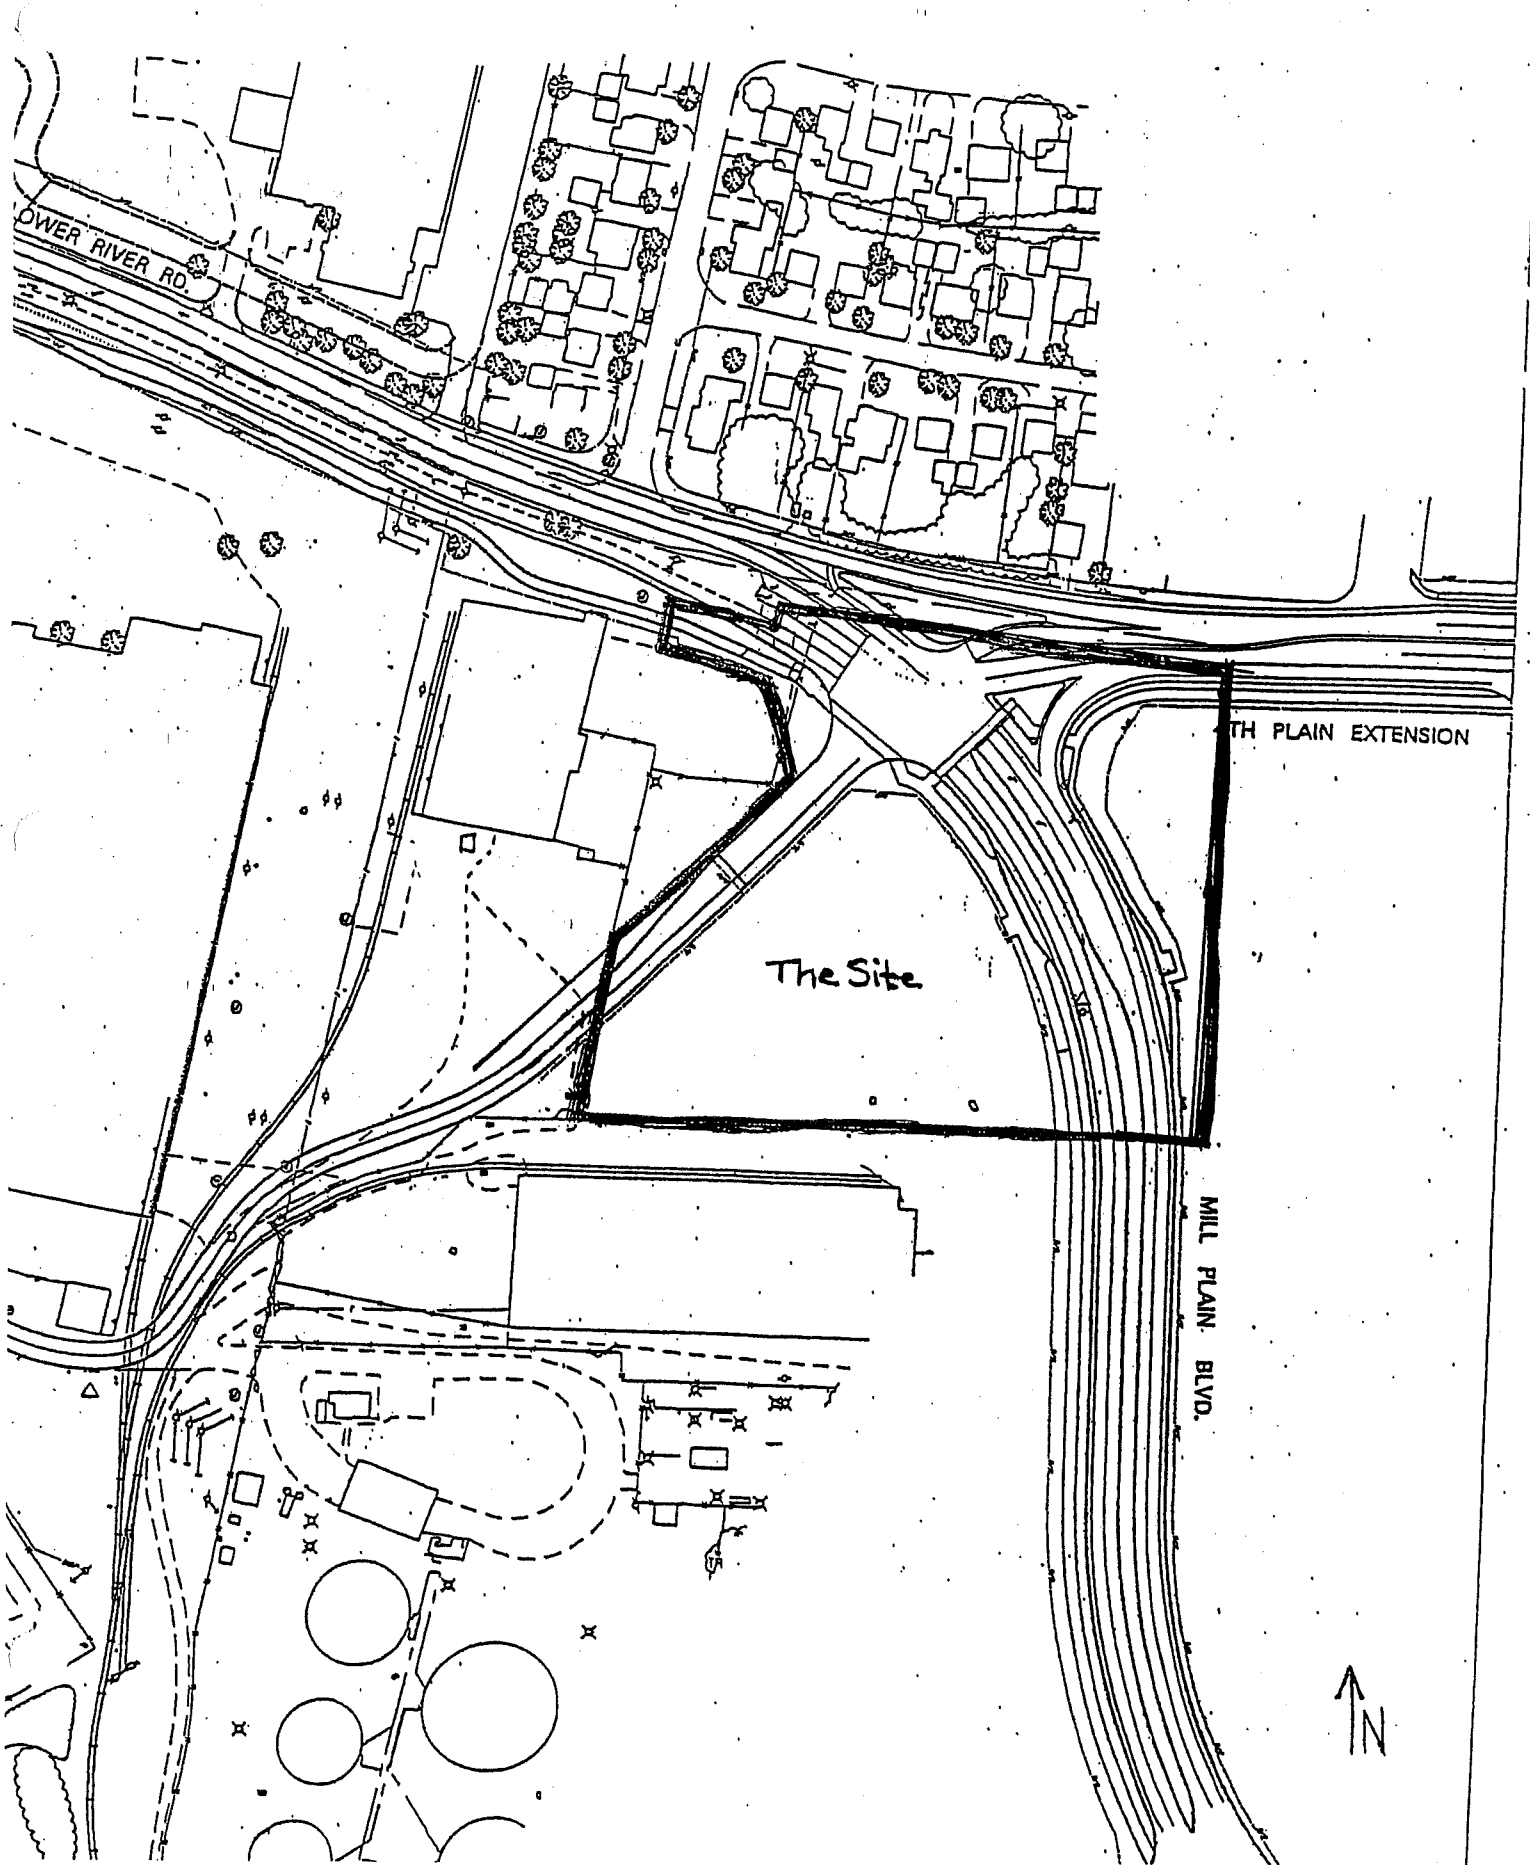 OWER RIVER RD.
TH PLAIN EXTENSION
The Site
MILL PLAIN BLVD.
N